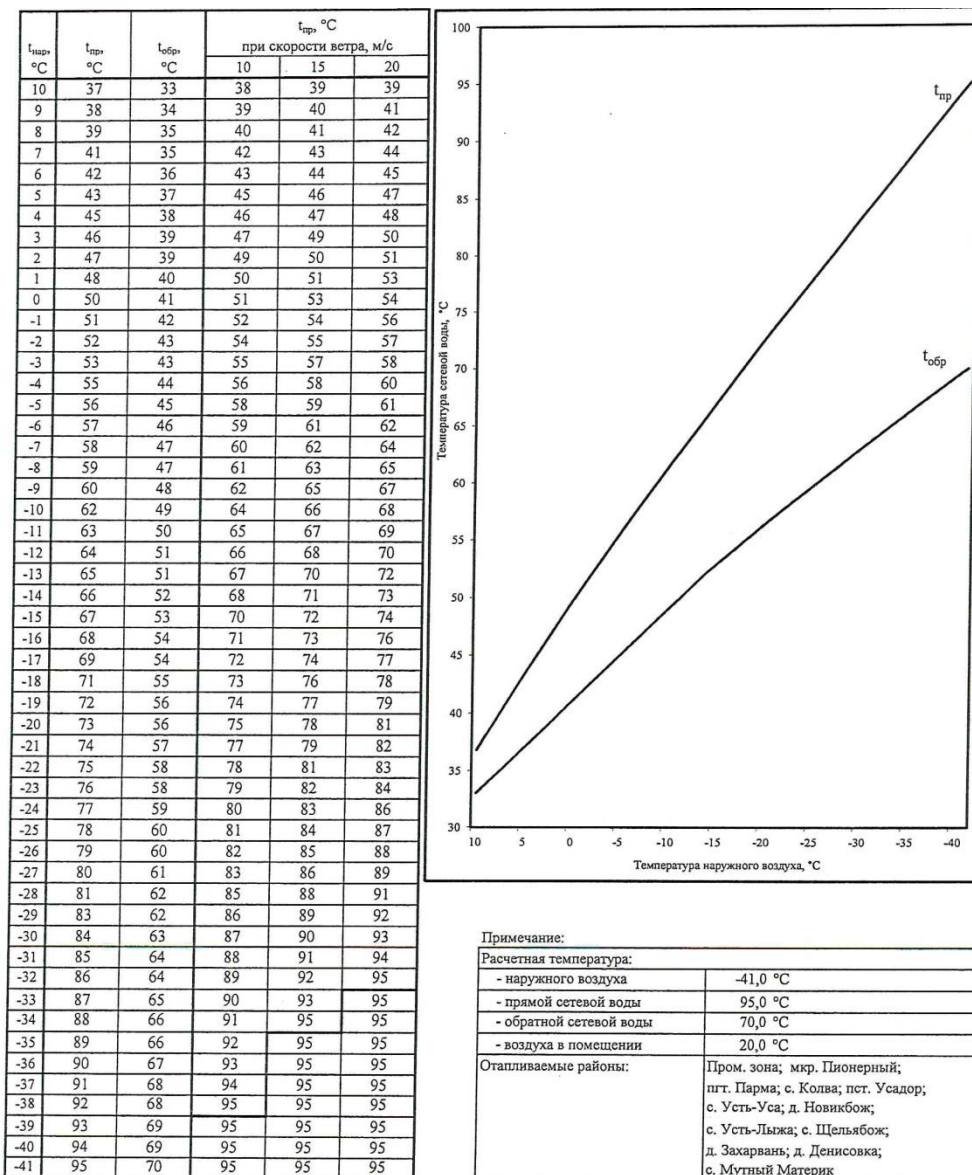 tнар, °C tпр, °C tобр, °C tпр, °C при скорости ветра, м/с
10 15 20
10 37 33 38 39 39
9 38 34 39 40 41
8 39 35 40 41 42
7 41 35 42 43 44
6 42 36 43 44 45
5 43 37 45 46 47
4 45 38 46 47 48
3 46 39 47 49 50
2 47 39 49 50 51
1 48 40 50 51 53
0 50 41 51 53 54
-1 51 42 52 54 56
-2 52 43 54 55 57
-3 53 43 55 57 58
-4 55 44 56 58 60
-5 56 45 58 59 61
-6 57 46 59 61 62
-7 58 47 60 62 64
-8 59 47 61 63 65
-9 60 48 62 65 67
-10 62 49 64 66 68
-11 63 50 65 67 69
-12 64 51 66 68 70
-13 65 51 67 70 72
-14 66 52 68 71 73
-15 67 53 70 72 74
-16 68 54 71 73 76
-17 69 54 72 74 77
-18 71 55 73 76 78
-19 72 56 74 77 79
-20 73 56 75 78 81
-21 74 57 77 79 82
-22 75 58 78 81 83
-23 76 58 79 82 84
-24 77 59 80 83 86
-25 78 60 81 84 87
-26 79 60 82 85 88
-27 80 61 83 86 89
-28 81 62 85 88 91
-29 83 62 86 89 92
-30 84 63 87 90 93
-31 85 64 88 91 94
-32 86 64 89 92 95
-33 87 65 90 93 95
-34 88 66 91 95 95
-35 89 66 92 95 95
-36 90 67 93 95 95
-37 91 68 94 95 95
-38 92 68 95 95 95
-39 93 69 95 95 95
-40 94 69 95 95 95
-41 95 70 95 95 95
100
95
90
85
80
75
70
65
60
55
50
45
40
35
30
Температура сетевой воды, °C
tпр
tобр
10 5 0 -5 -10 -15 -20 -25 -30 -35 -40
Температура наружного воздуха, °C
Примечание:
Расчетная температура:
- наружного воздуха -41,0 °C
- прямой сетевой воды 95,0 °C
- обратной сетевой воды 70,0 °C
- воздуха в помещении 20,0 °C
Отапливаемые районы: Пром. зона; мкр. Пионерный;
пгт. Парма; с. Колва; пст. Усадор;
с. Усть-Уса; д. Новикбож;
с. Усть-Лыжа; с. Щельябож;
д. Захарвань; д. Денисовка;
с. Мутный Материк